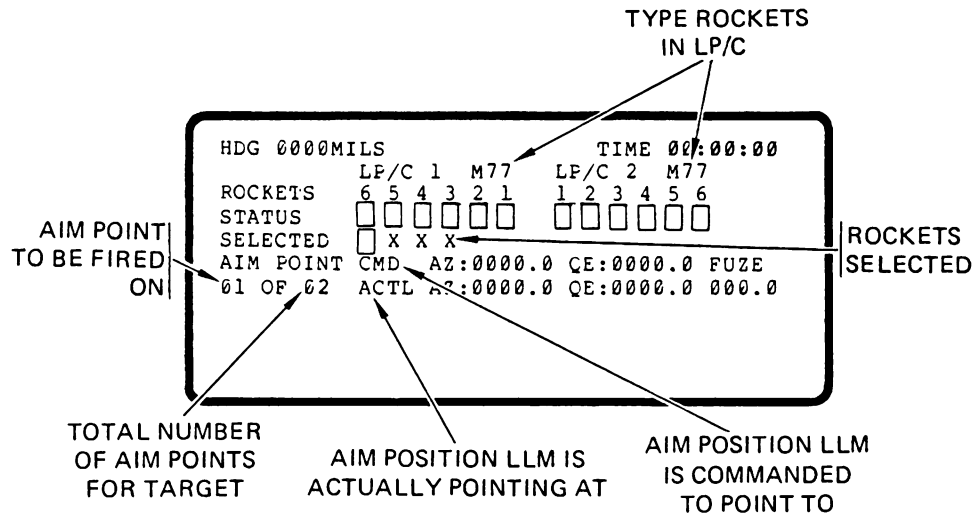 TYPE ROCKETS
IN LP/C
HDG 0000MILS TIME 00:00:00
LP/C 1 M77 LP/C 2 M77
ROCKETS 6 5 4 3 2 1 1 2 3 4 5 6
STATUS
SELECTED X X X
AIM POINT CMD AZ:0000.0 QE:0000.0 FUZE
01 OF 02 ACTL AZ:0000.0 QE:0000.0 000.0
AIM POINT
TO BE FIRED
ON
ROCKETS
SELECTED
TOTAL NUMBER
OF AIM POINTS
FOR TARGET
AIM POSITION LLM IS
ACTUALLY POINTING AT
AIM POSITION LLM
IS COMMANDED
TO POINT TO